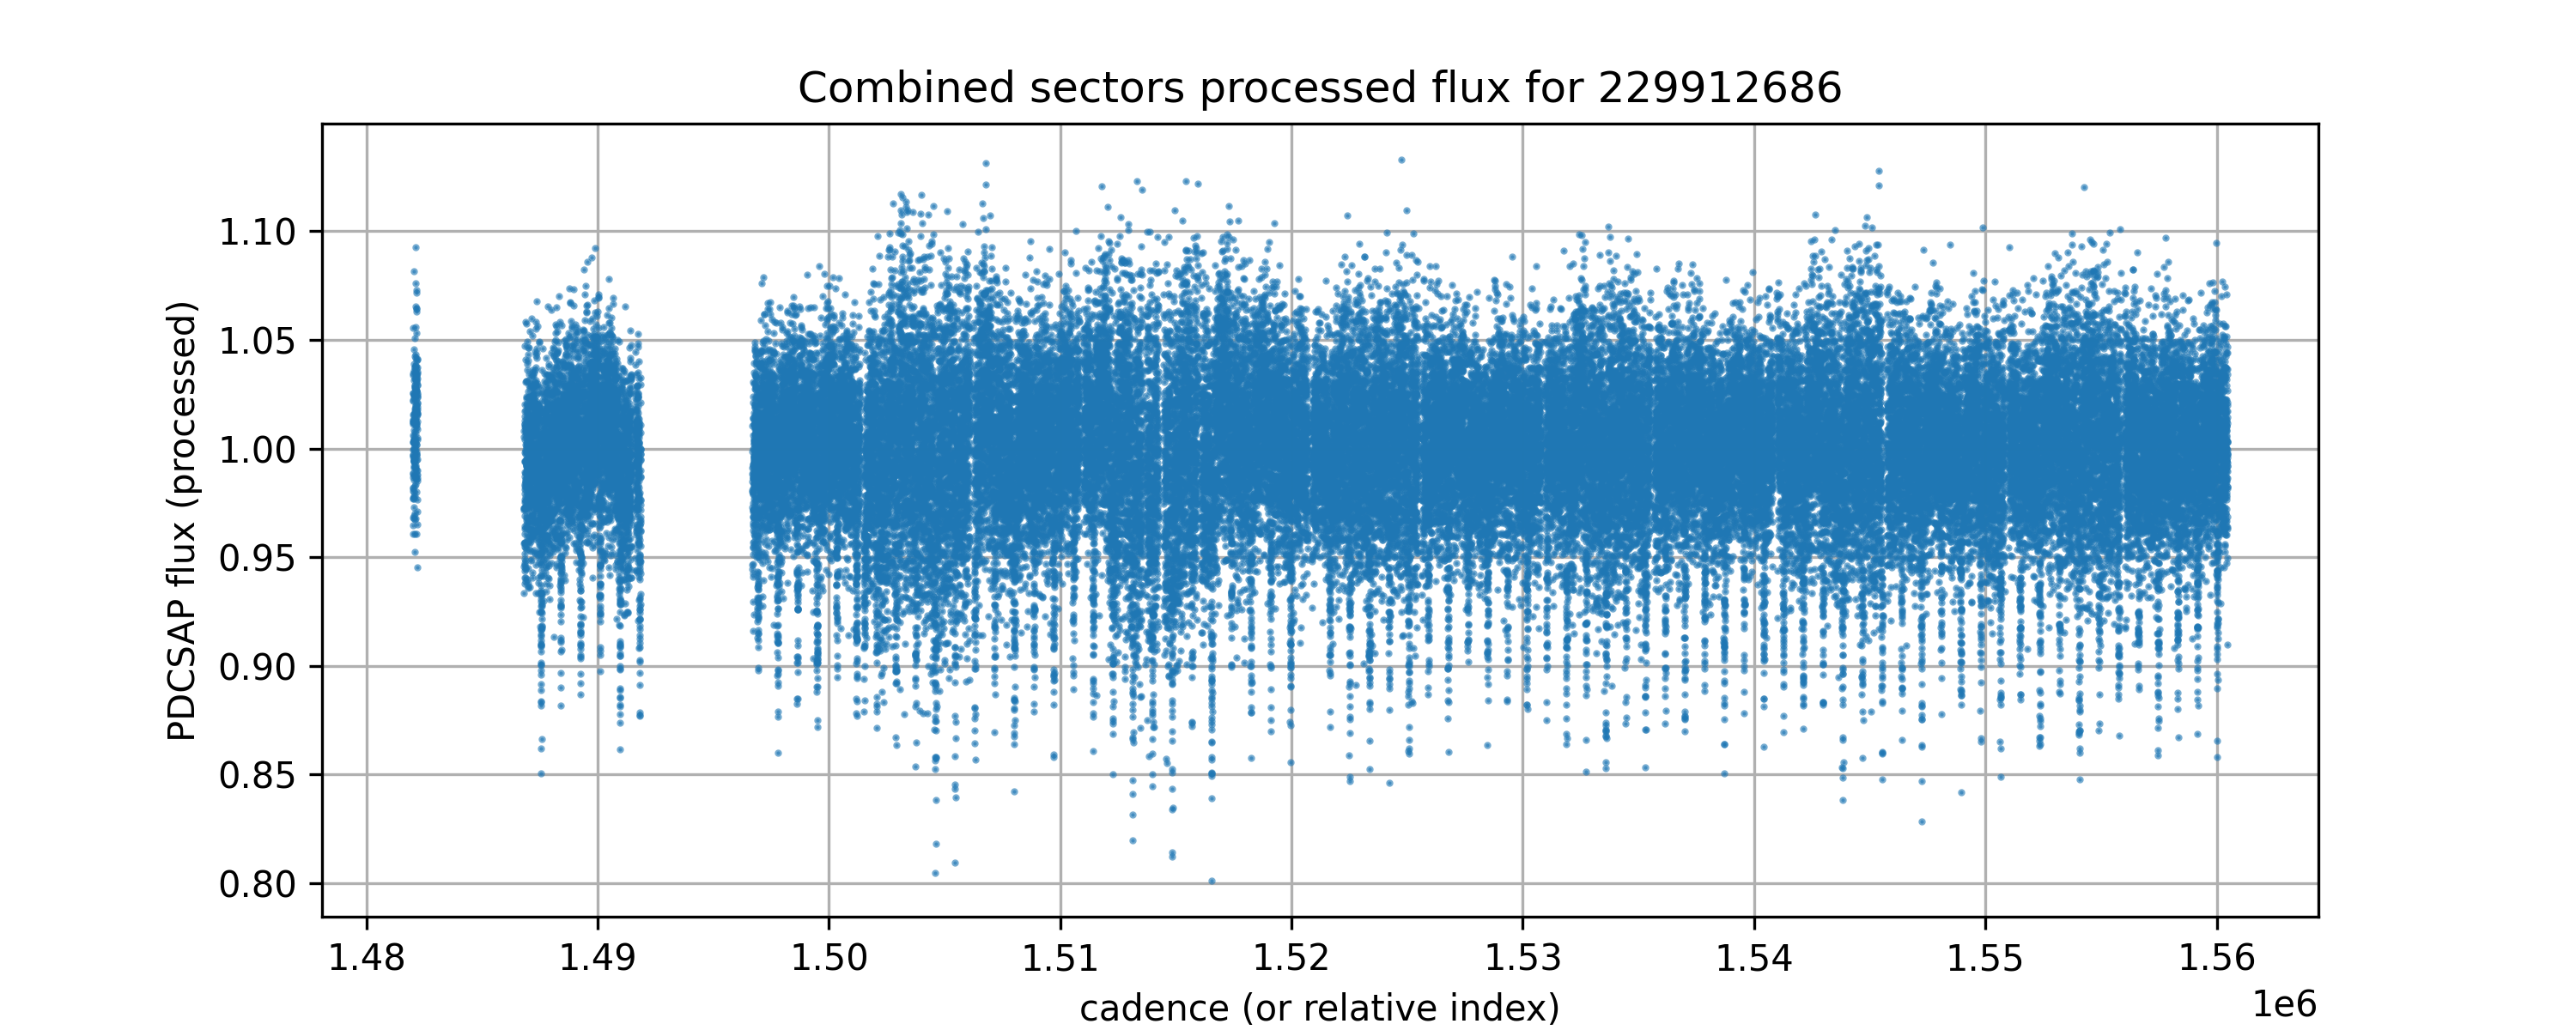 Combined sectors processed flux for 229912686
PDCSAP flux (processed)
1.10
1.05
1.00
0.95
0.90
0.85
0.80
1.48 1.49 1.50 1.51 1.52 1.53 1.54 1.55 1.56
1e6
cadence (or relative index)